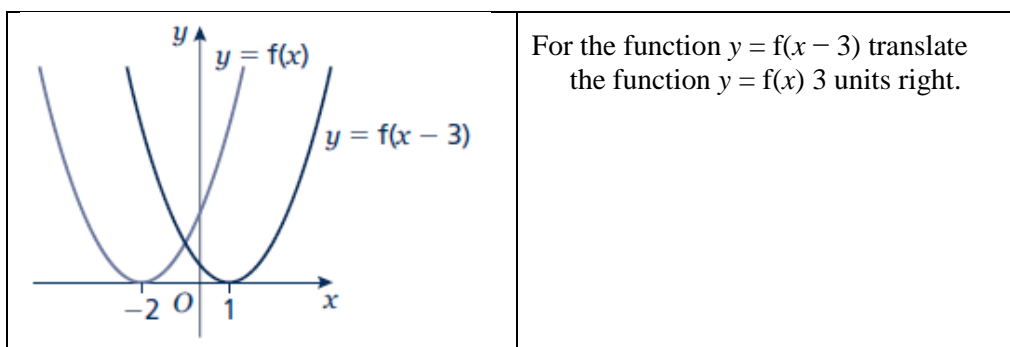 y
y = f(x)
y = f(x – 3)
–2 O 1 x
For the function y = f(x − 3) translate
the function y = f(x) 3 units right.